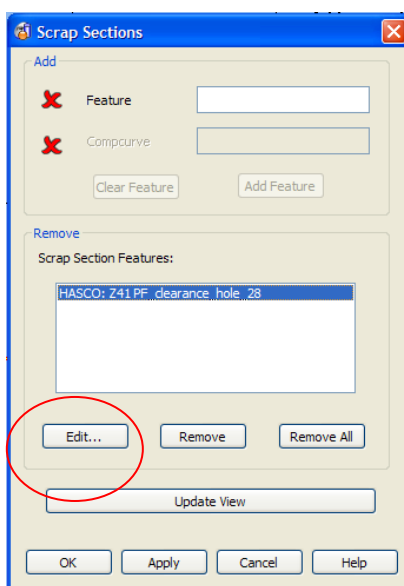 Scrap Sections
Add
Feature
Compcurve
Clear Feature Add Feature
Remove
Scrap Section Features:
HASCO: Z41 PF_clearance_hole_28
Edit... Remove Remove All
Update View
OK Apply Cancel Help